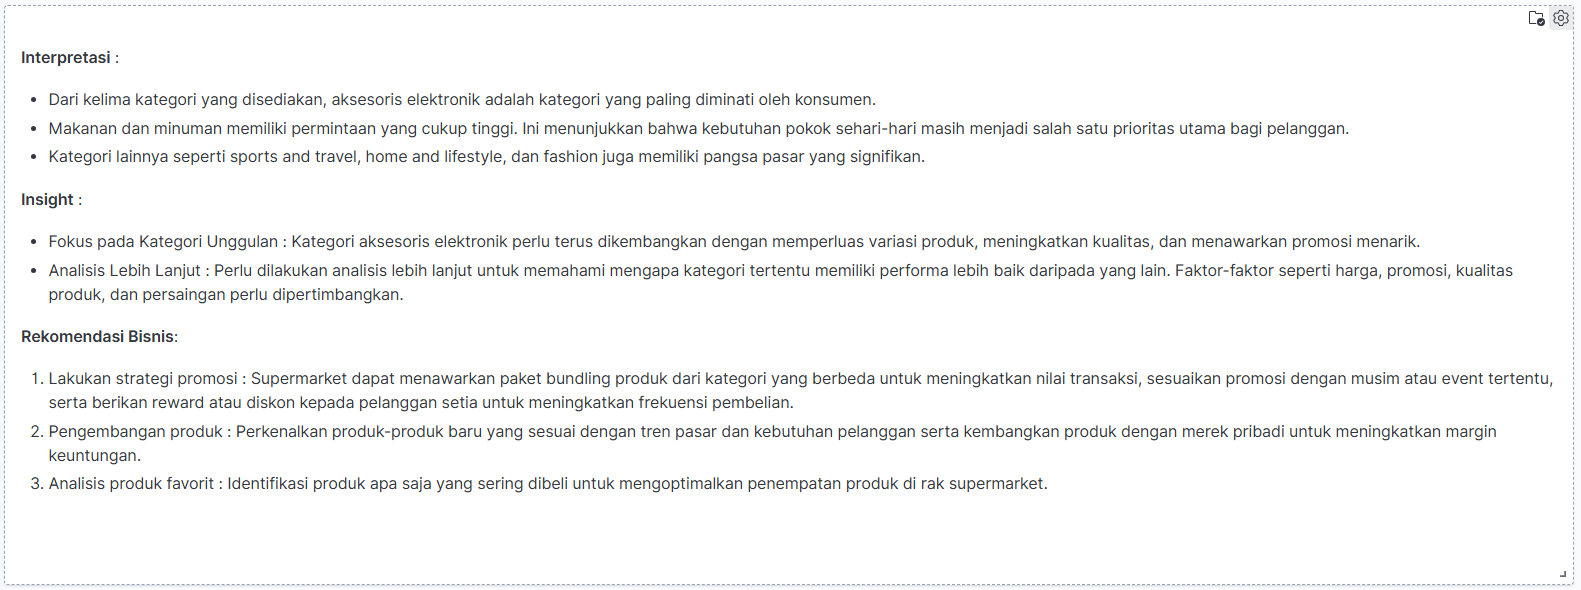 Interpretasi :
• Dari kelima kategori yang disediakan, aksesoris elektronik adalah kategori yang paling diminati oleh konsumen.
• Makanan dan minuman memiliki permintaan yang cukup tinggi. Ini menunjukkan bahwa kebutuhan pokok sehari-hari masih menjadi salah satu prioritas utama bagi pelanggan.
• Kategori lainnya seperti sports and travel, home and lifestyle, dan fashion juga memiliki pangsa pasar yang signifikan.
Insight :
• Fokus pada Kategori Unggulan : Kategori aksesoris elektronik perlu terus dikembangkan dengan memperluas variasi produk, meningkatkan kualitas, dan menawarkan promosi menarik.
• Analisis Lebih Lanjut : Perlu dilakukan analisis lebih lanjut untuk memahami mengapa kategori tertentu memiliki performa lebih baik daripada yang lain. Faktor-faktor seperti harga, promosi, kualitas
produk, dan persaingan perlu dipertimbangkan.
Rekomendasi Bisnis:
1. Lakukan strategi promosi : Supermarket dapat menawarkan paket bundling produk dari kategori yang berbeda untuk meningkatkan nilai transaksi, sesuaikan promosi dengan musim atau event tertentu,
serta berikan reward atau diskon kepada pelanggan setia untuk meningkatkan frekuensi pembelian.
2. Pengembangan produk : Perkenalkan produk-produk baru yang sesuai dengan tren pasar dan kebutuhan pelanggan serta kembangkan produk dengan merek pribadi untuk meningkatkan margin
keuntungan.
3. Analisis produk favorit : Identifikasi produk apa saja yang sering dibeli untuk mengoptimalkan penempatan produk di rak supermarket.